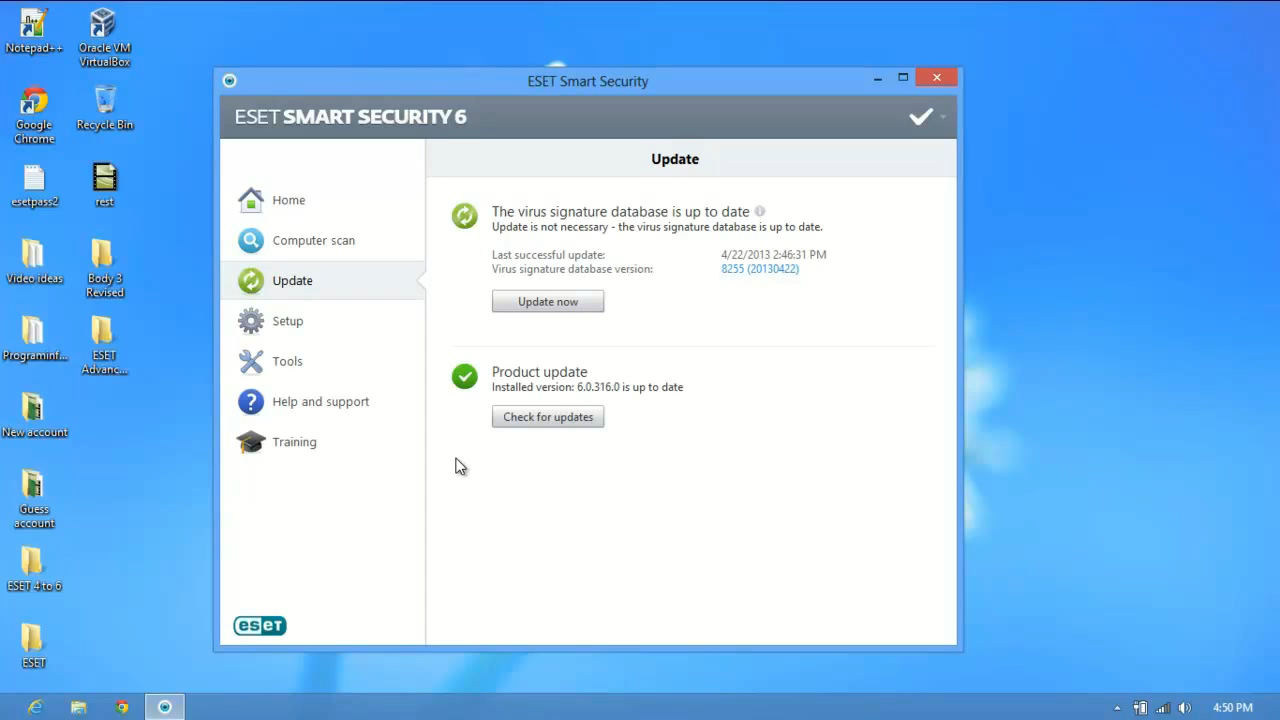 Notepad++
Oracle VM
VirtualBox
Google
Chrome
Recycle Bin
esetpass2
rest
Video ideas
Body 3
Revised
Programinf...
ESET
Advanc...
New account
Guess
account
ESET 4 to 6
ESET
ESET Smart Security
ESET SMART SECURITY 6
Home
Computer scan
Update
Setup
Tools
Help and support
Training
eset
Update
The virus signature database is up to date
Update is not necessary - the virus signature database is up to date.
Last successful update: 4/22/2013 2:46:31 PM
Virus signature database version: 8255 (20130422)
Update now
Product update
Installed version: 6.0.316.0 is up to date
Check for updates
4:50 PM